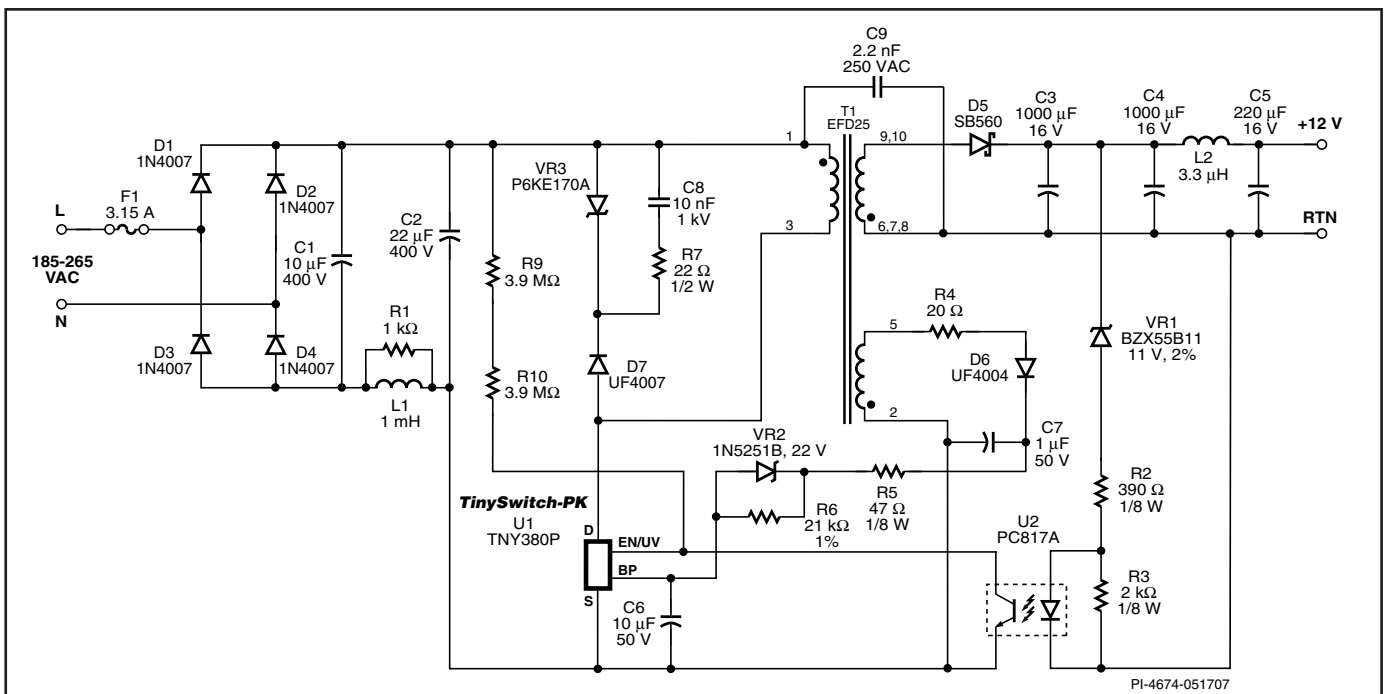 C9
2.2 nF
250 VAC
D5
SB560
C3
1000 µF
16 V
C4
1000 µF
16 V
C5
220 µF
16 V
+12 V
T1
EFD25
1
9,10
D1
1N4007
VR3
P6KE170A
C8
10 nF
1 kV
L2
3.3 µH
F1
3.15 A
L
D2
1N4007
C2
22 µF
400 V
3
6,7,8
RTN
185-265
VAC
C1
10 µF
400 V
R9
3.9 MΩ
R7
22 Ω
1/2 W
N
R4
20 Ω
5
VR1
BZX55B11
11 V, 2%
R1
1 kΩ
D3
1N4007
D4
1N4007
D7
UF4007
D6
UF4004
R10
3.9 MΩ
L1
1 mH
2
VR2
1N5251B, 22 V
C7
1 µF
50 V
R5
47 Ω
1/8 W
R2
390 Ω
1/8 W
TinySwitch-PK
U1
TNY380P
R6
21 kΩ
1%
D
EN/UV
BP
S
U2
PC817A
R3
2 kΩ
1/8 W
C6
10 µF
50 V
PI-4674-051707